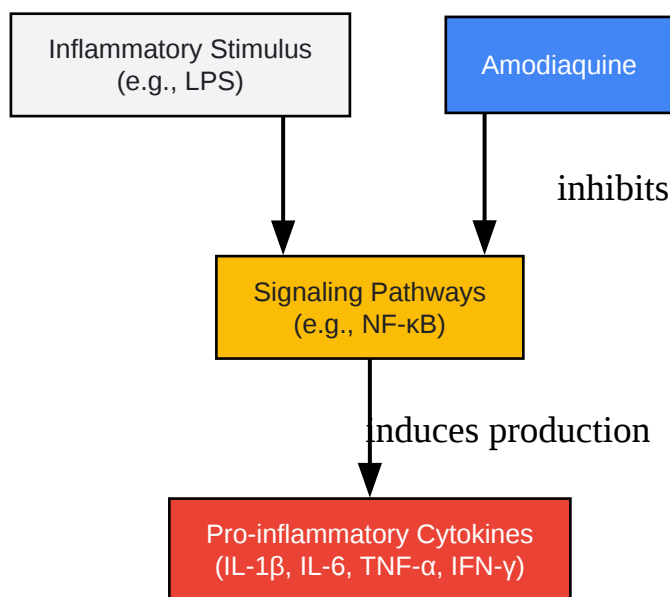 Inflammatory Stimulus
(e.g., LPS)
Amodiaquine
inhibits
Signaling Pathways
(e.g., NF-κB)
induces production
Pro-inflammatory Cytokines
(IL-1β, IL-6, TNF-α, IFN-γ)